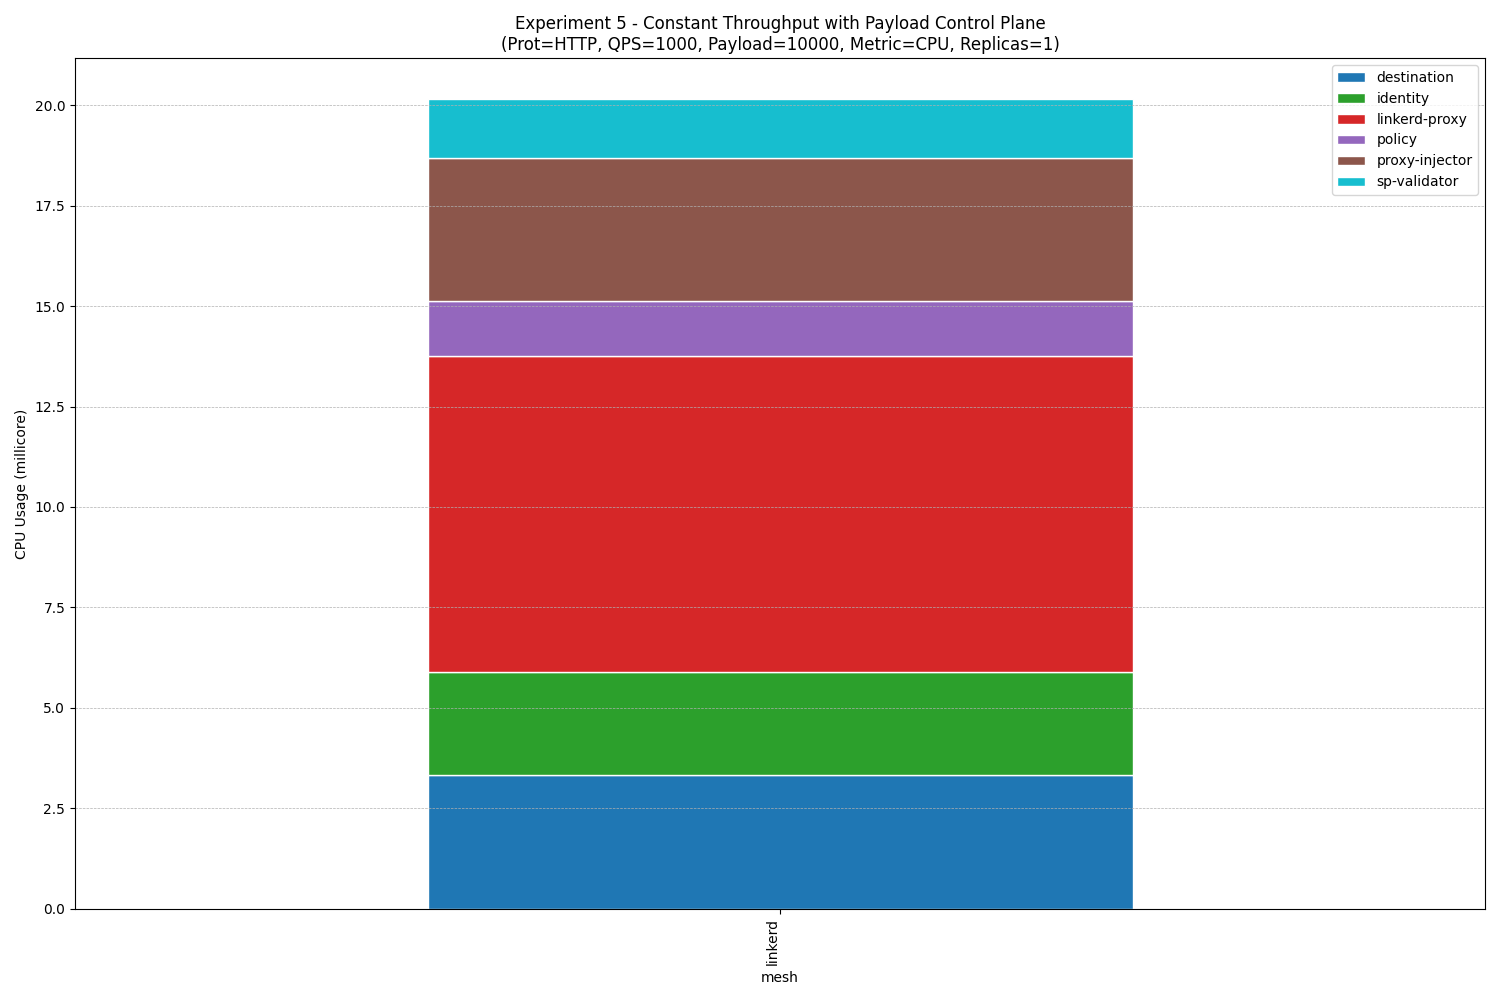 Experiment 5 - Constant Throughput with Payload Control Plane
(Prot=HTTP, QPS=1000, Payload=10000, Metric=CPU, Replicas=1)
destination
identity
linkerd-proxy
policy
proxy-injector
sp-validator
CPU Usage (millicore)
20.0
17.5
15.0
12.5
10.0
7.5
5.0
2.5
0.0
linkerd
mesh